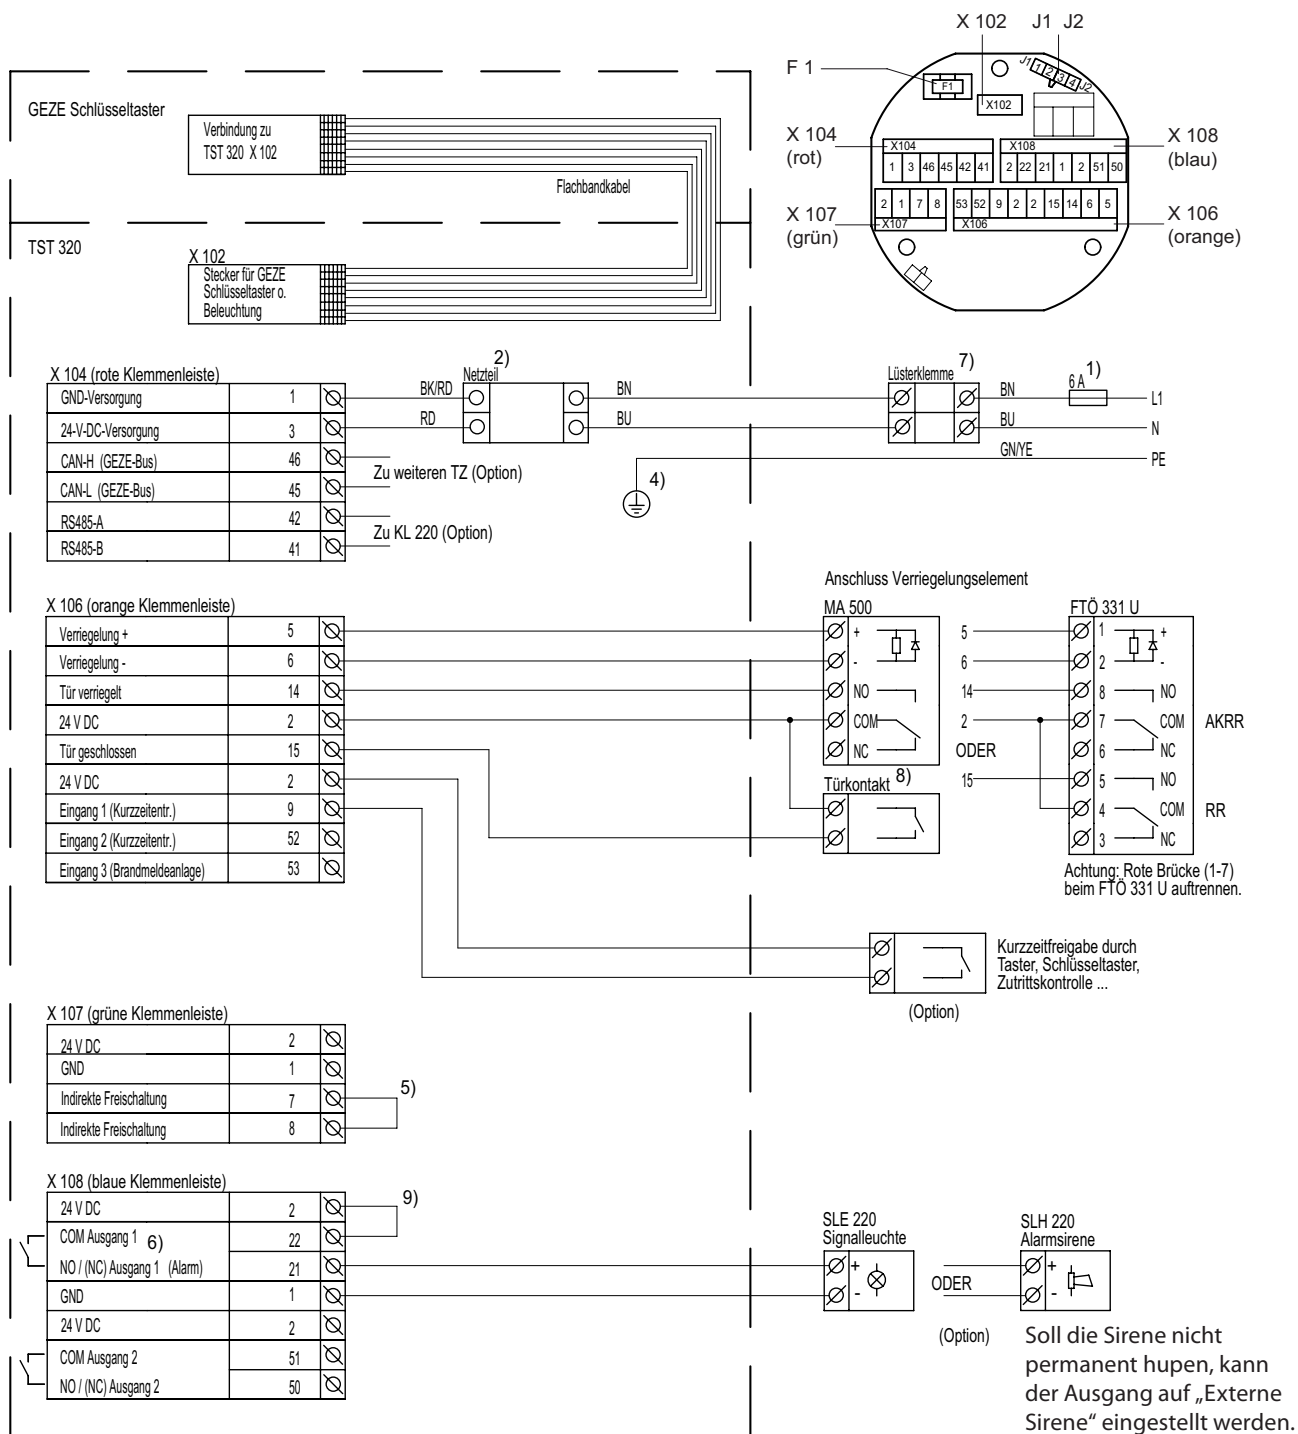 X 102
J1 J2
F 1
J1
1
2
3
4
J2
F1
X102
X 104
(rot)
X104
X108
1 3 46 45 42 41
2 22 21 1 2 51 50
X 108
(blau)
2 1 7 8
53 52 9 2 2 15 14 6 5
X107
X106
X 107
(grün)
X 106
(orange)
GEZE Schlüsseltaster
Verbindung zu
TST 320 X 102
Flachbandkabel
TST 320
X 102
Stecker für GEZE
Schlüsseltaster o.
Beleuchtung
X 104 (rote Klemmenleiste)
GND-Versorgung 1
24-V-DC-Versorgung 3
CAN-H (GEZE-Bus) 46
CAN-L (GEZE-Bus) 45
RS485-A 42
RS485-B 41
BK/RD
RD
2)
Netzteil
BN
BU
7)
Lüsterklemme
BN
BU
GN/YE
6 A
1)
L1
N
PE
Zu weiteren TZ (Option)
4)
Zu KL 220 (Option)
X 106 (orange Klemmenleiste)
Verriegelung + 5
Verriegelung - 6
Tür verriegelt 14
24 V DC 2
Tür geschlossen 15
24 V DC 2
Eingang 1 (Kurzzeitentr.) 9
Eingang 2 (Kurzzeitentr.) 52
Eingang 3 (Brandmeldeanlage) 53
Anschluss Verriegelungselement
MA 500
+
-
NO
COM
NC
Türkontakt 8)
5
6
14
2
ODER
15
FTÖ 331 U
1 +
2 -
8 NO
7 COM AKRR
6 NC
5 NO
4 COM RR
3 NC
Achtung: Rote Brücke (1-7)
beim FTÖ 331 U auftrennen.
Kurzzeitfreigabe durch
Taster, Schlüsseltaster,
Zutrittskontrolle ...
(Option)
X 107 (grüne Klemmenleiste)
24 V DC 2
GND 1
Indirekte Freischaltung 7
Indirekte Freischaltung 8
5)
X 108 (blaue Klemmenleiste)
24 V DC 2
COM Ausgang 1 6) 22
NO / (NC) Ausgang 1 (Alarm) 21
GND 1
24 V DC 2
COM Ausgang 2 51
NO / (NC) Ausgang 2 50
9)
SLE 220
Signalleuchte
+
-
ODER
SLH 220
Alarmsirene
+
-
(Option)
Soll die Sirene nicht
permanent hupen, kann
der Ausgang auf „Externe
Sirene“ eingestellt werden.